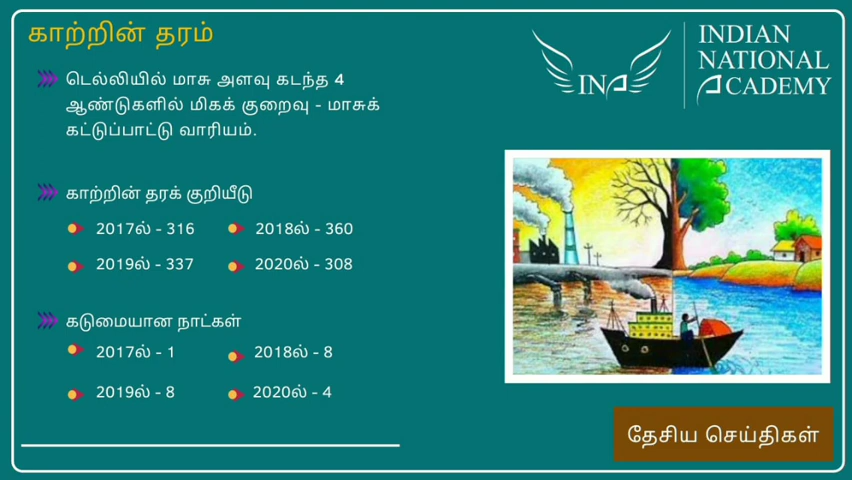 காற்றின் தரம்
டெல்லியில் மாசு அளவு கடந்த 4
ஆண்டுகளில் மிகக் குறைவு - மாசுக்
கட்டுப்பாட்டு வாரியம்.
காற்றின் தரக் குறியீடு
2017ல் - 316 2018ல் - 360
2019ல் - 337 2020ல் - 308
கடுமையான நாட்கள்
2017ல் - 1 2018ல் - 8
2019ல் - 8 2020ல் - 4
INA
INDIAN
NATIONAL
ACADEMY
தேசிய செய்திகள்